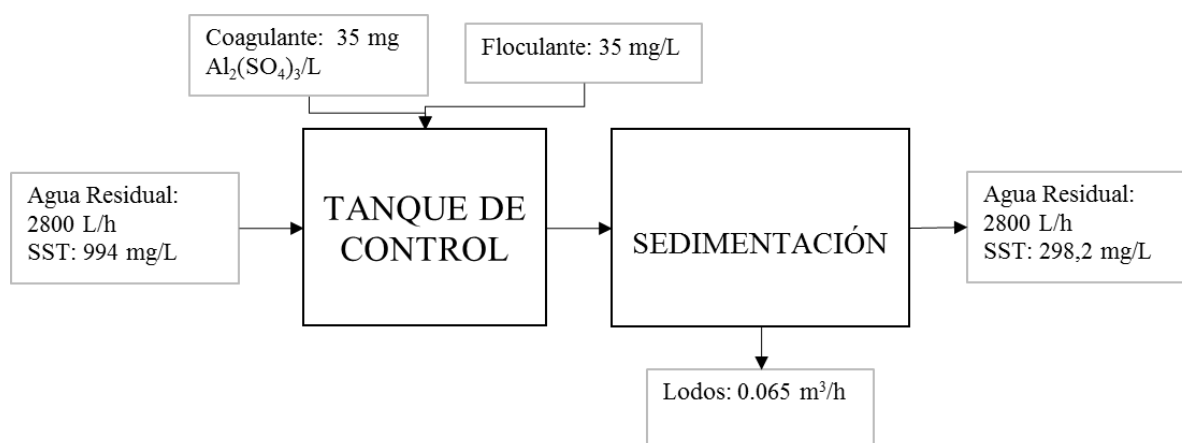 Coagulante: 35 mg
Al₂(SO₄)₃/L
Floculante: 35 mg/L
Agua Residual:
2800 L/h
SST: 994 mg/L
TANQUE DE
CONTROL
SEDIMENTACIÓN
Agua Residual:
2800 L/h
SST: 298,2 mg/L
Lodos: 0.065 m³/h